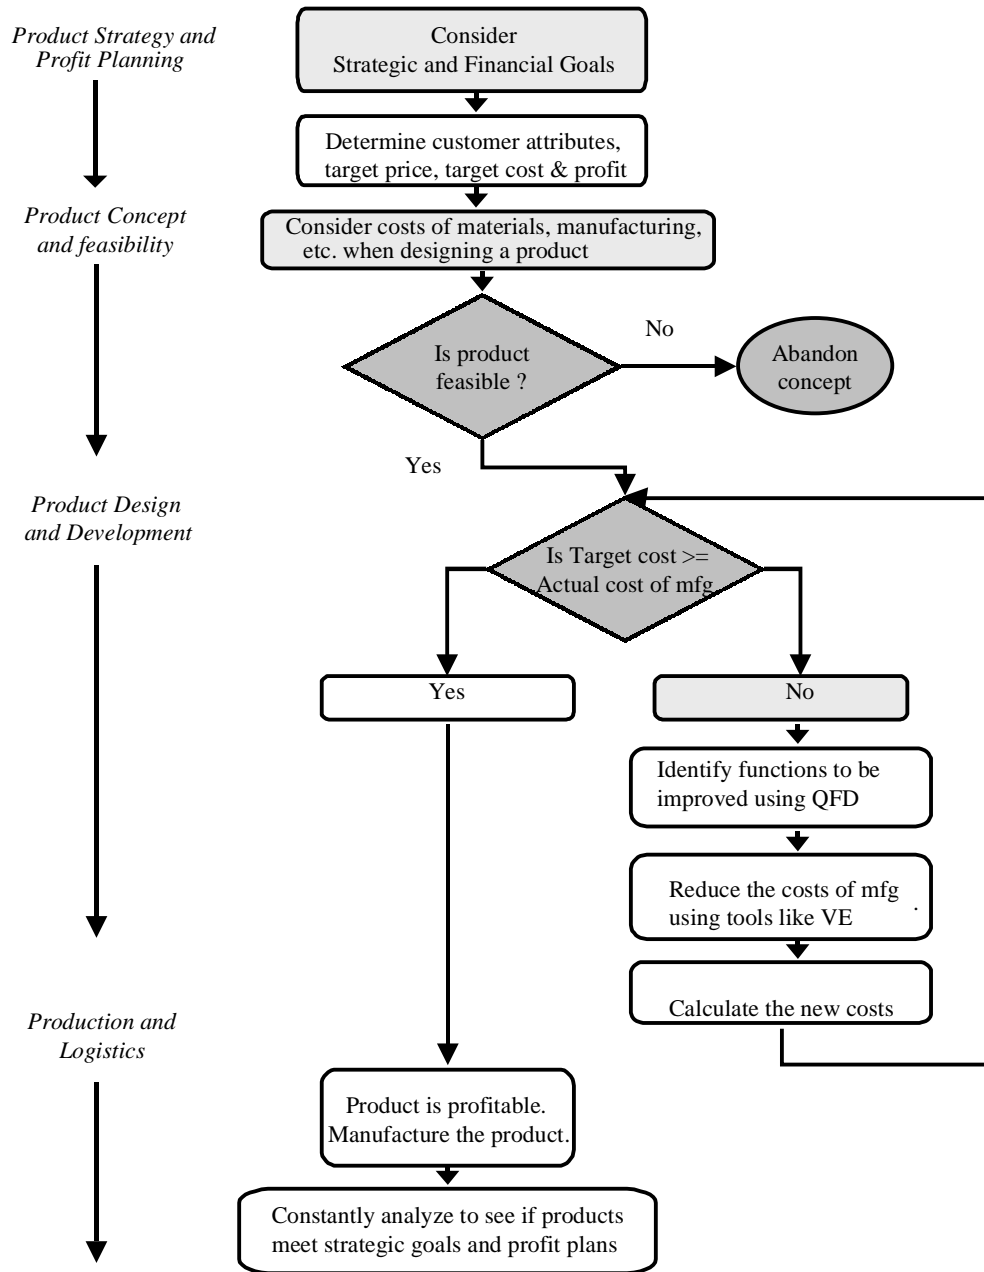 Product Strategy and
Profit Planning
Consider
Strategic and Financial Goals
Determine customer attributes,
target price, target cost & profit
Product Concept
and feasibility
Consider costs of materials, manufacturing,
etc. when designing a product
Is product
feasible ?
No
Abandon
concept
Yes
Product Design
and Development
Is Target cost >=
Actual cost of mfg
Yes
No
Identify functions to be
improved using QFD
Reduce the costs of mfg
using tools like VE .
Calculate the new costs
Production and
Logistics
Product is profitable.
Manufacture the product.
Constantly analyze to see if products
meet strategic goals and profit plans